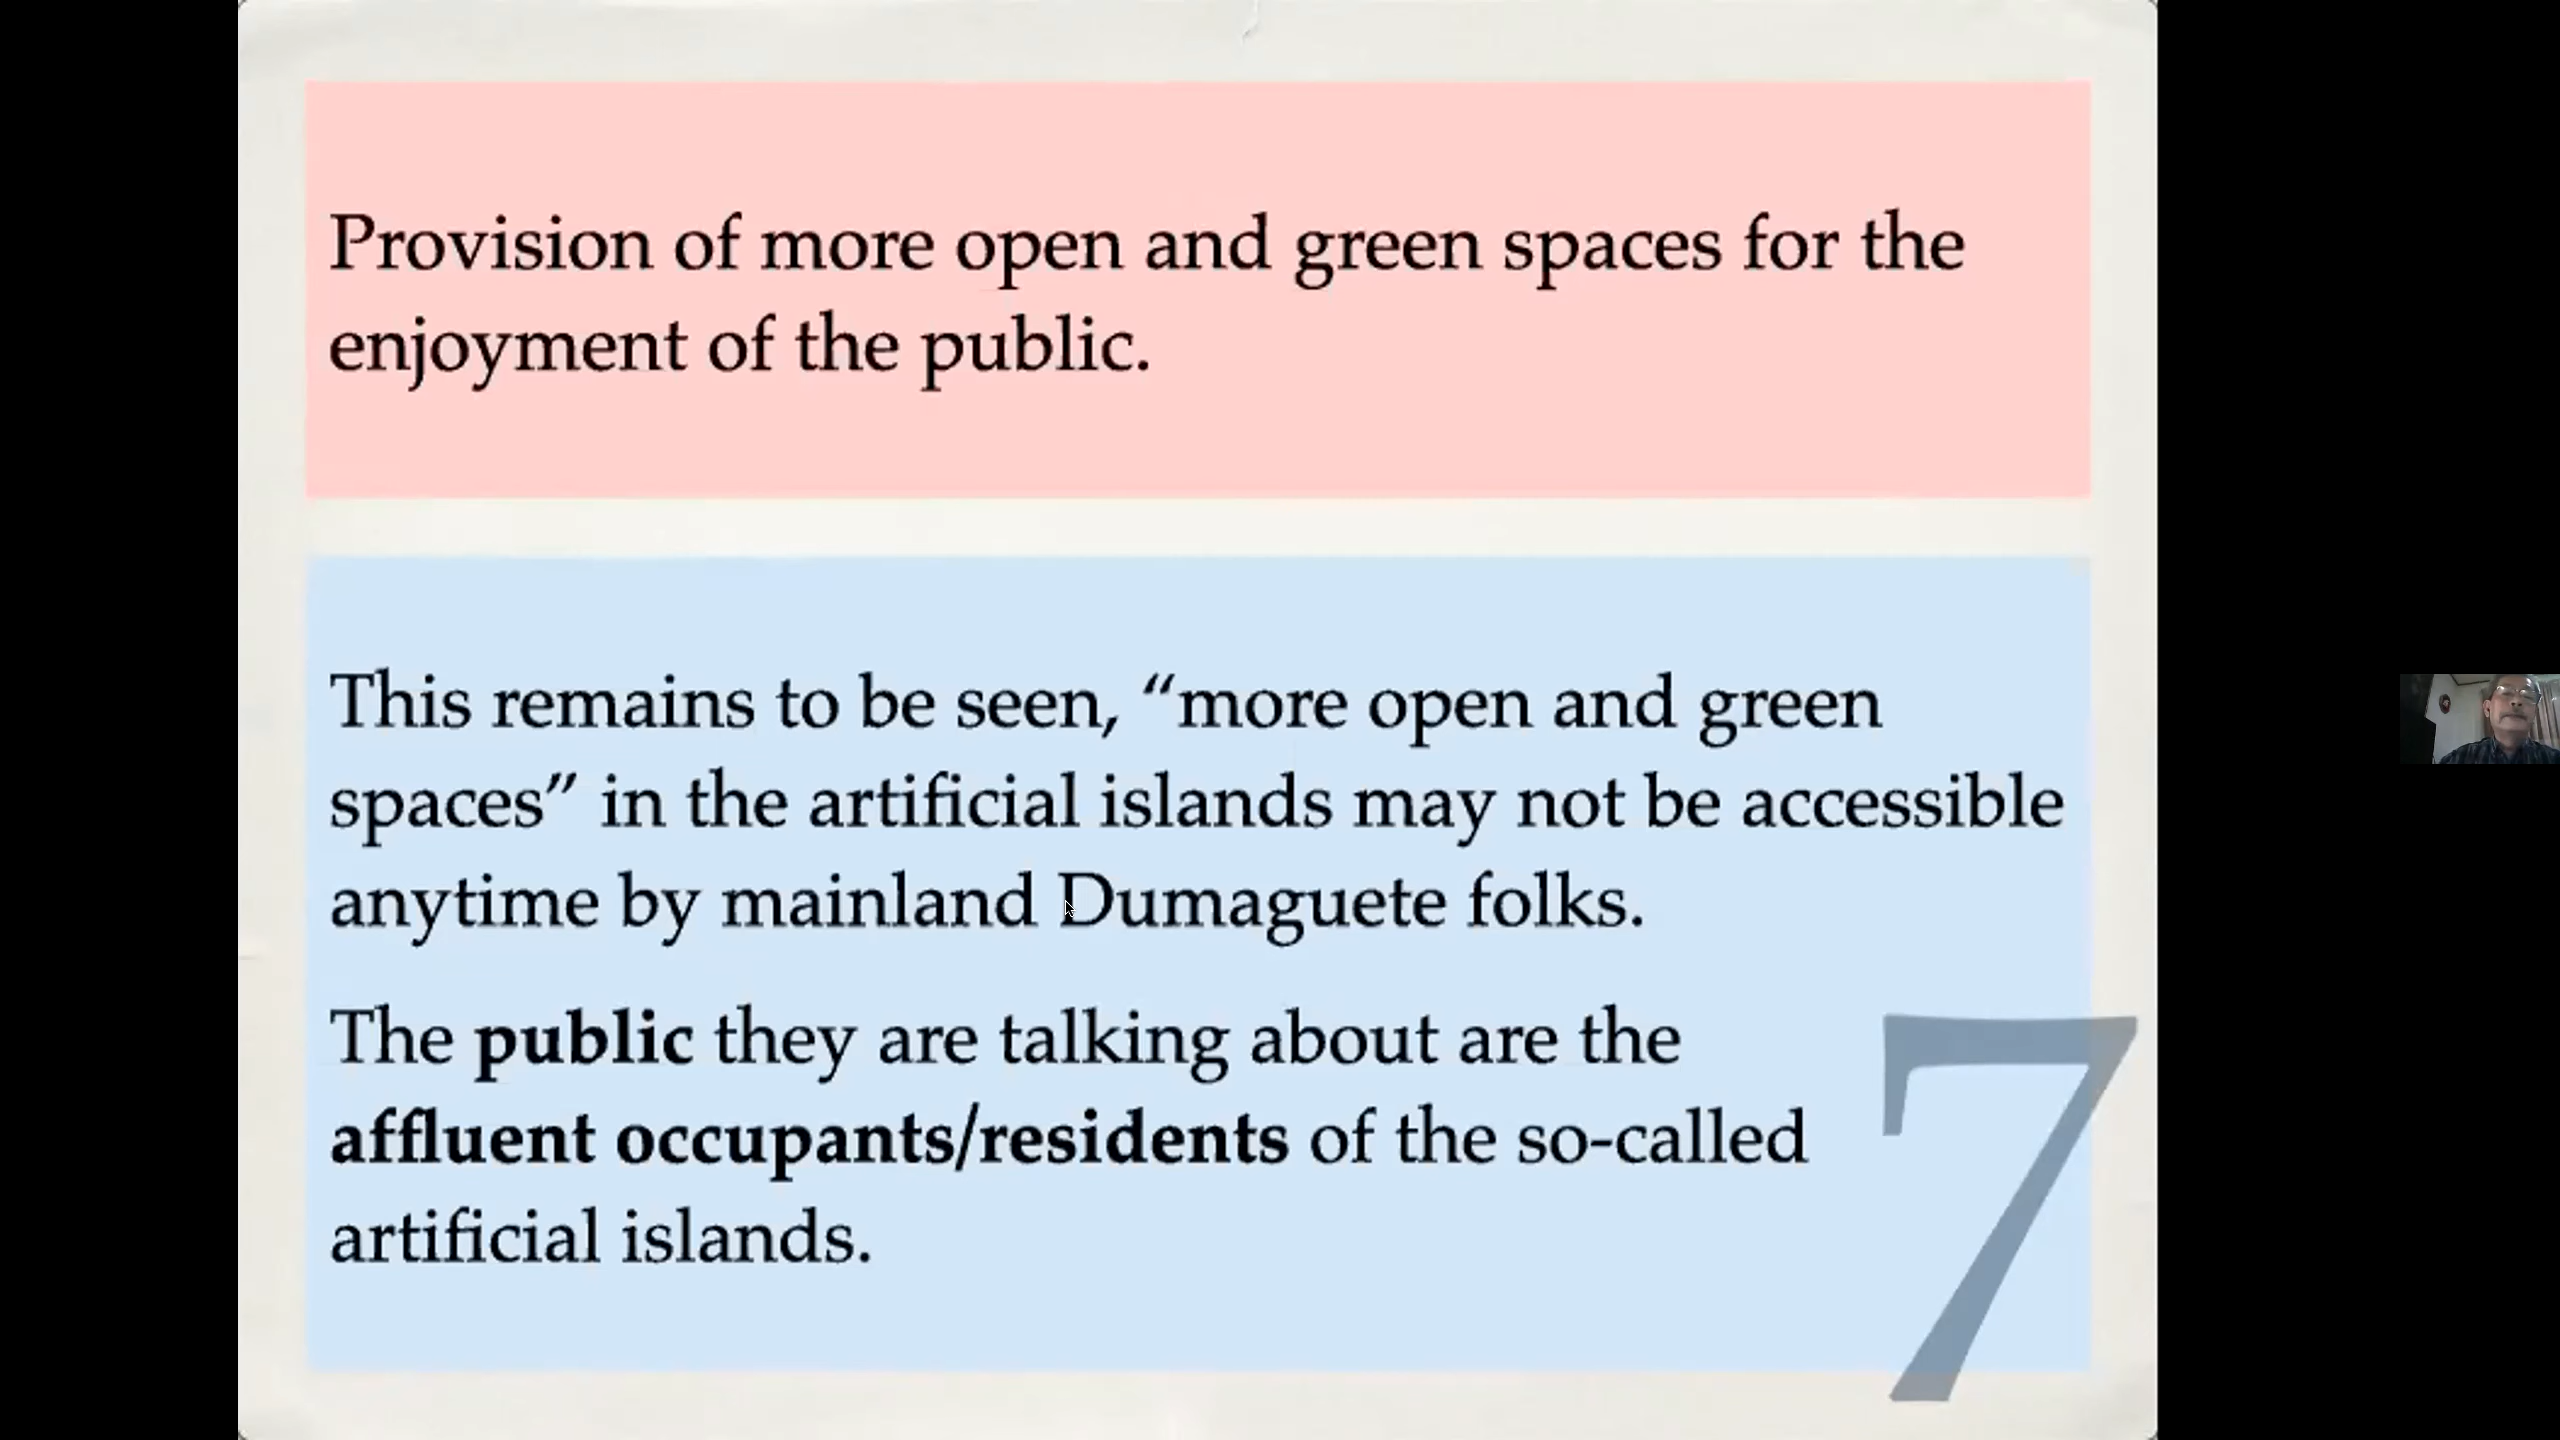 Provision of more open and green spaces for the
enjoyment of the public.
This remains to be seen, “more open and green
spaces” in the artificial islands may not be accessible
anytime by mainland Dumaguete folks.
The public they are talking about are the
affluent occupants/residents of the so-called
artificial islands.
7